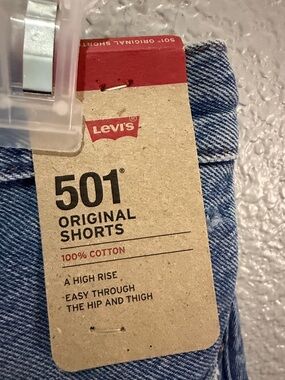 501® ORIGINAL SHORTS
Levi's
501®
ORIGINAL
SHORTS
100% COTTON
A HIGH RISE
EASY THROUGH
THE HIP AND THIGH